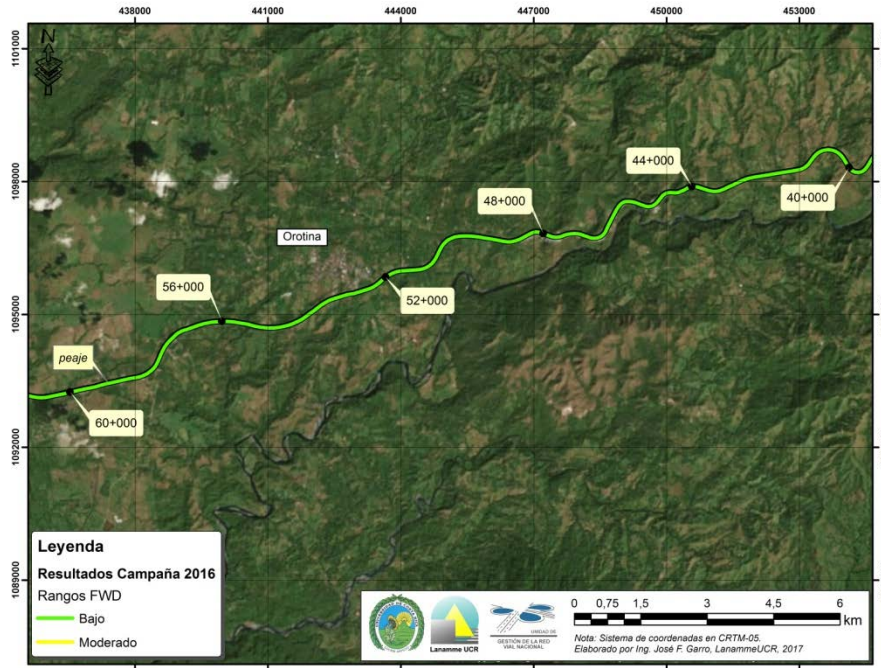 438000
441000
444000
447000
450000
453000
1101000
N
44+000
1098000
40+000
48+000
Orotina
56+000
52+000
1095000
peaje
60+000
1092000
Leyenda
Resultados Campaña 2016
Rangos FWD
Bajo
Moderado
1089000
Lanamme UCR
UNIDAD DE
GESTIÓN DE LA RED
VIAL NACIONAL
0 0,75 1,5 3 4,5 6
km
Nota: Sistema de coordenadas en CRTM-05.
Elaborado por Ing. José F. Garro, LanammeUCR, 2017